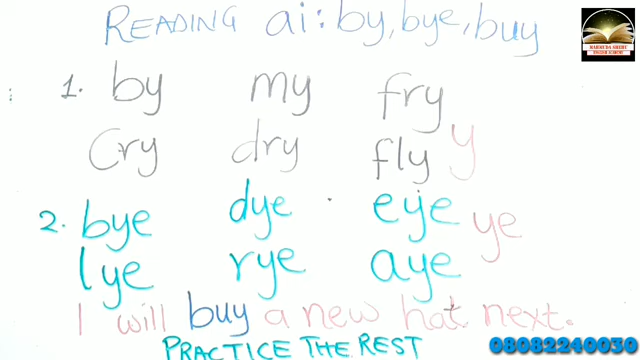 READING ai: by, bye, buy
1. by my fry
Cry dry fly y
2. bye dye eye ye
lye rye aye
I will buy a new hat next.
PRACTICE THE REST
08082240030